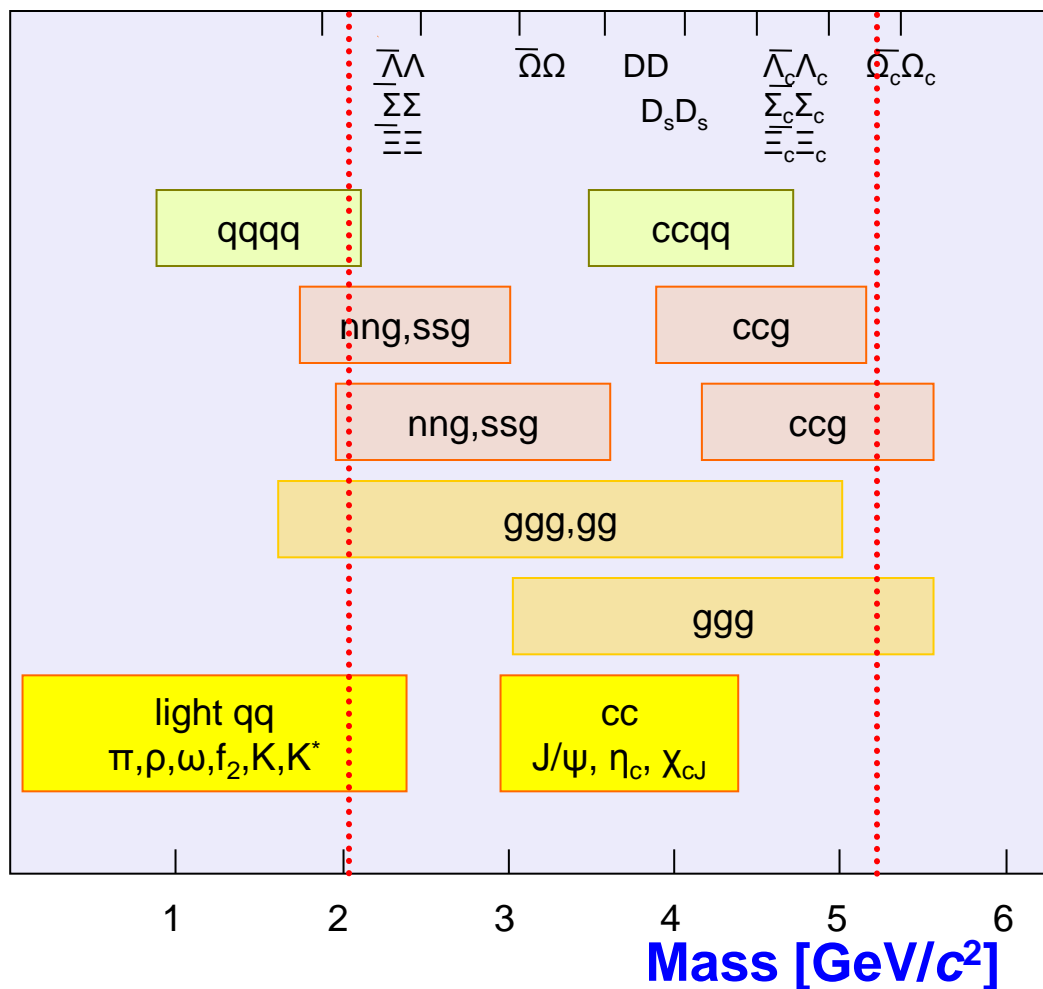 Λ̅Λ Ω̅Ω DD Λ̅cΛc Ω̅cΩc
Σ̅Σ DsDs Σ̅cΣc
Ξ̅Ξ Ξ̅cΞc
qqqq ccqq
nng,ssg ccg
nng,ssg ccg
ggg,gg
ggg
light qq cc
π,ρ,ω,f₂,K,K* J/ψ, ηc, χcJ
1 2 3 4 5 6
Mass [GeV/c²]